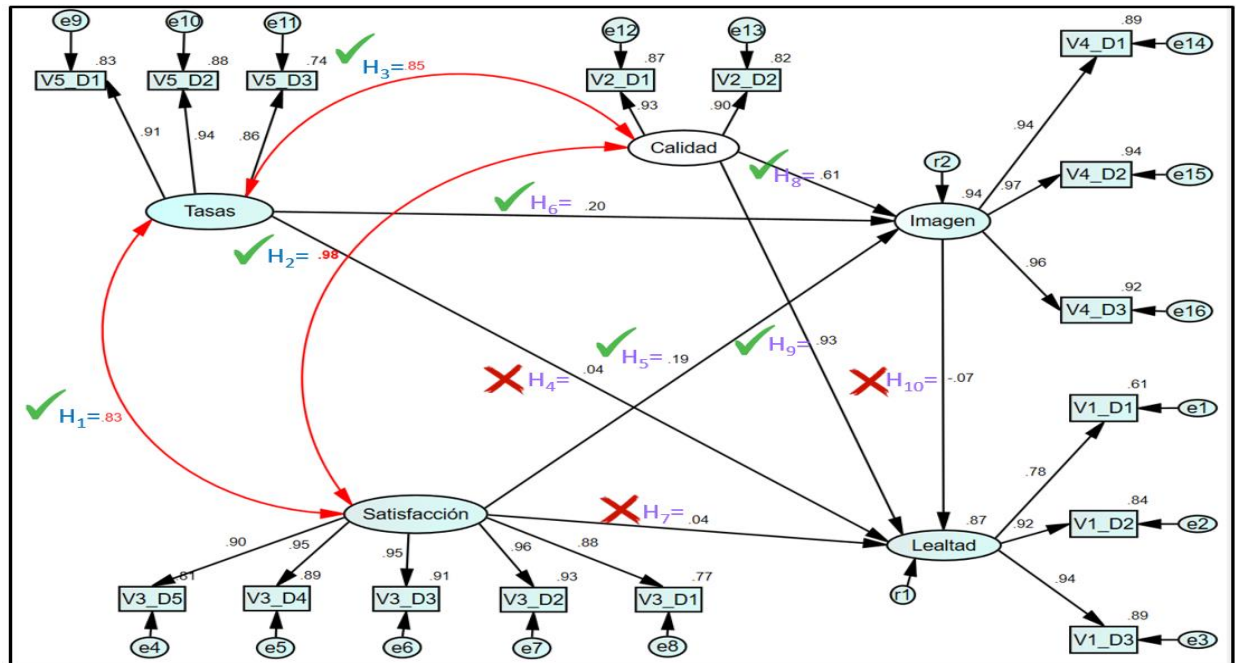 e9
e10
e11
e12
e13
.89
V4_D1
e14
.83
V5_D1
.88
V5_D2
.74
V5_D3
H3= .85
.87
V2_D1
.82
V2_D2
.91
.94
.86
.93
.90
Calidad
.94
H8= .61
r2
.94
.97
.94
V4_D2
e15
Tasas
H6= .20
Imagen
H2= .98
.96
.92
V4_D3
e16
H5= .19
H9= .93
H4= .04
H10= -.07
H1=.83
.61
V1_D1
e1
.78
Satisfacción
H7= .04
.87
Lealtad
.92
.84
V1_D2
e2
r1
.90
.95
.95
.96
.88
.94
.81
V3_D5
.89
V3_D4
.91
V3_D3
.93
V3_D2
.77
V3_D1
.89
V1_D3
e3
e4
e5
e6
e7
e8